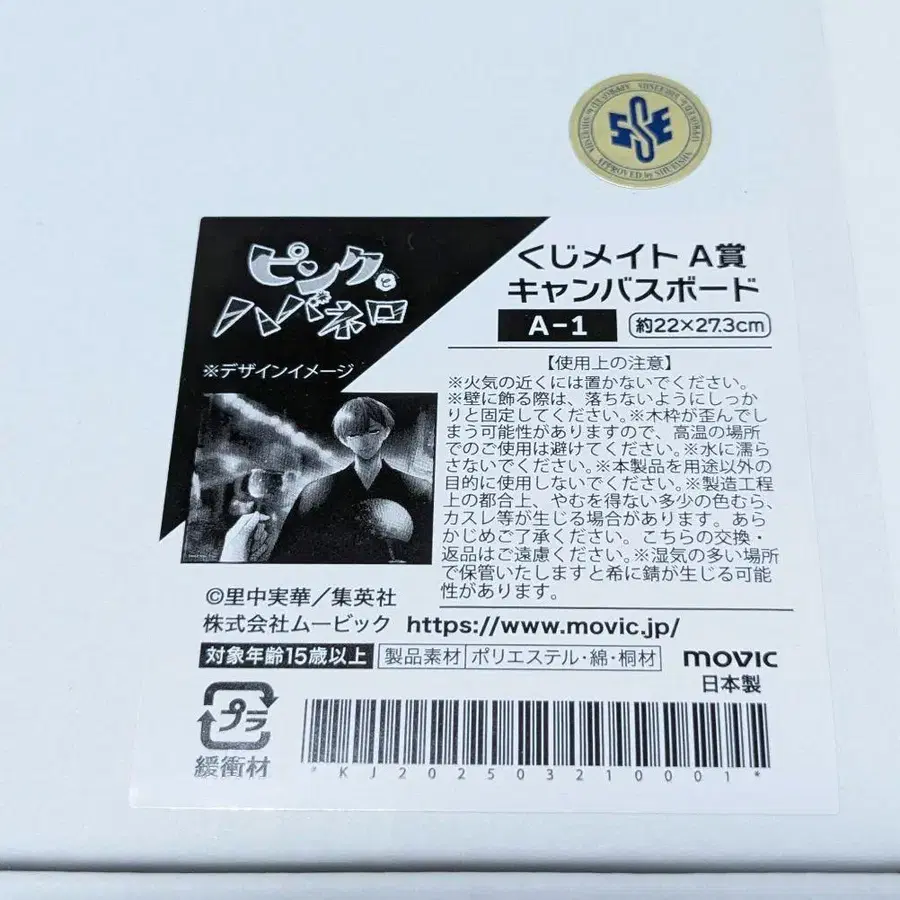 SSE
APPROVED by SHUEISHA
ピンクと
ハバネロ
※デザインイメージ
くじメイト A賞
キャンバスボード
A-1 約22×27.3cm
【使用上の注意】
※火気の近くには置かないでください。
※壁に飾る際は、落ちないようにしっか
りと固定してください。※木枠が歪んでし
まう可能性がありますので、高温の場所
でのご使用は避けてください。※水に濡ら
さないでください。※本製品を用途以外の
目的に使用しないでください。※製造工程
上の都合上、やむを得ない多少の色むら、
カスレ等が生じる場合があります。あら
かじめご了承ください。こちらの交換・
返品はご遠慮ください。※湿気の多い場所
で保管いたしますと希に錆が生じる可能
性があります。
©里中実華／集英社
株式会社ムービック https://www.movic.jp/
対象年齢15歳以上 製品素材 ポリエステル・綿・桐材 movic
日本製
プラ
緩衝材
*KJ202503210001*